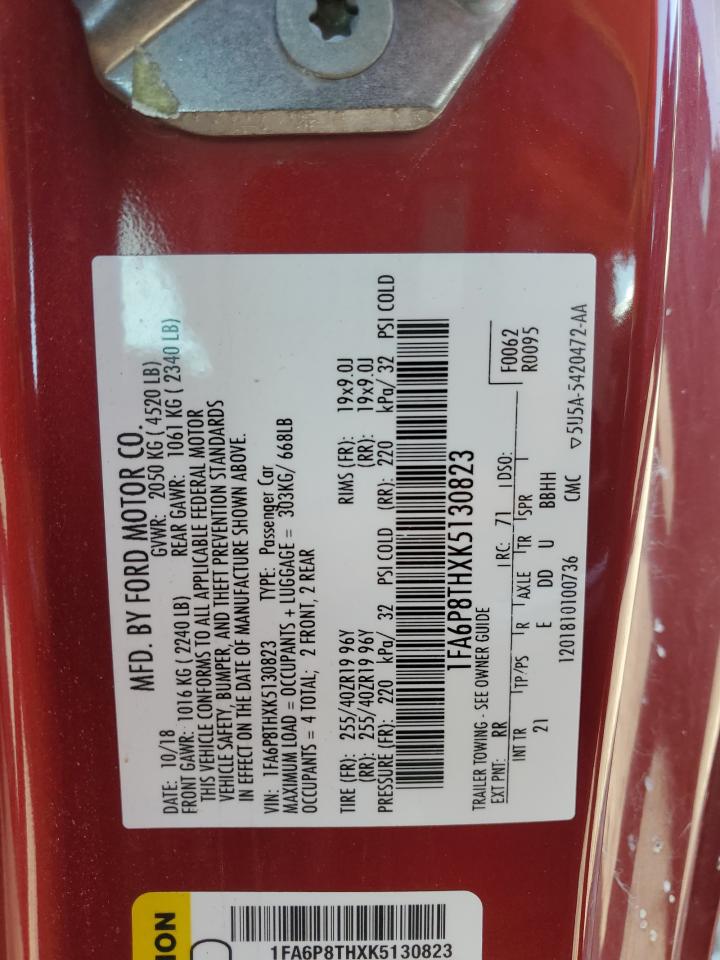 MFD. BY FORD MOTOR CO.
DATE: 10/18 GVWR: 2050 KG ( 4520 LB)
FRONT GAWR: 1016 KG ( 2240 LB) REAR GAWR: 1061 KG ( 2340 LB)
THIS VEHICLE CONFORMS TO ALL APPLICABLE FEDERAL MOTOR
VEHICLE SAFETY, BUMPER, AND THEFT PREVENTION STANDARDS
IN EFFECT ON THE DATE OF MANUFACTURE SHOWN ABOVE.
VIN: 1FA6P8THXK5130823 TYPE: Passenger Car
MAXIMUM LOAD = OCCUPANTS + LUGGAGE = 303KG/ 668LB
OCCUPANTS = 4 TOTAL; 2 FRONT, 2 REAR
TIRE (FR): 255/40ZR19 96Y RIMS (FR): 19x9.0J
(RR): 255/40ZR19 96Y (RR): 19x9.0J
PRESSURE (FR): 220 kPa/ 32 PSI COLD (RR): 220 kPa/ 32 PSI COLD
1FA6P8THXK5130823
TRAILER TOWING - SEE OWNER GUIDE
F0062
R0095
EXT PNT: RR RC: 71 DSO:
INT TR TP/PS R AXLE TR SPR
21 E DD U BBHH
1201810100736 CMC ▽5U5A-5420472-AA
ION
1FA6P8THXK5130823